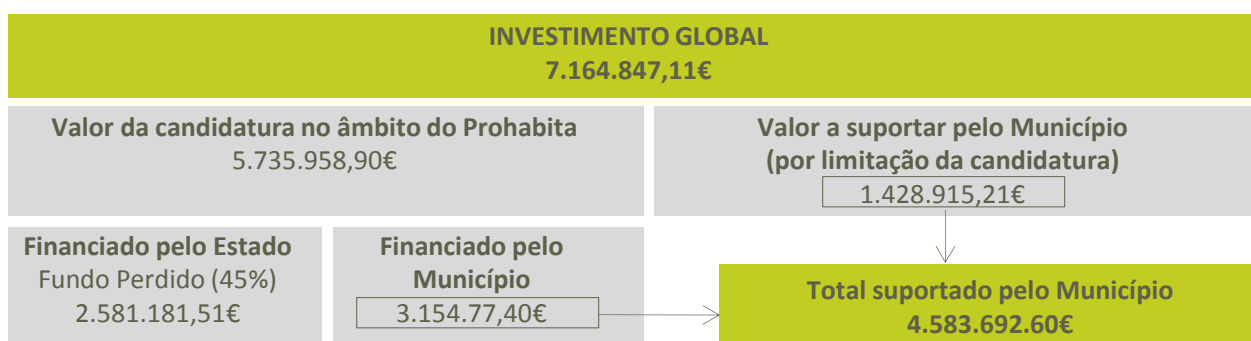 INVESTIMENTO GLOBAL
7.164.847,11€
Valor da candidatura no âmbito do Prohabita
5.735.958,90€
Valor a suportar pelo Município
(por limitação da candidatura)
1.428.915,21€
Financiado pelo Estado
Fundo Perdido (45%)
2.581.181,51€
Financiado pelo
Município
3.154.77,40€
Total suportado pelo Município
4.583.692.60€